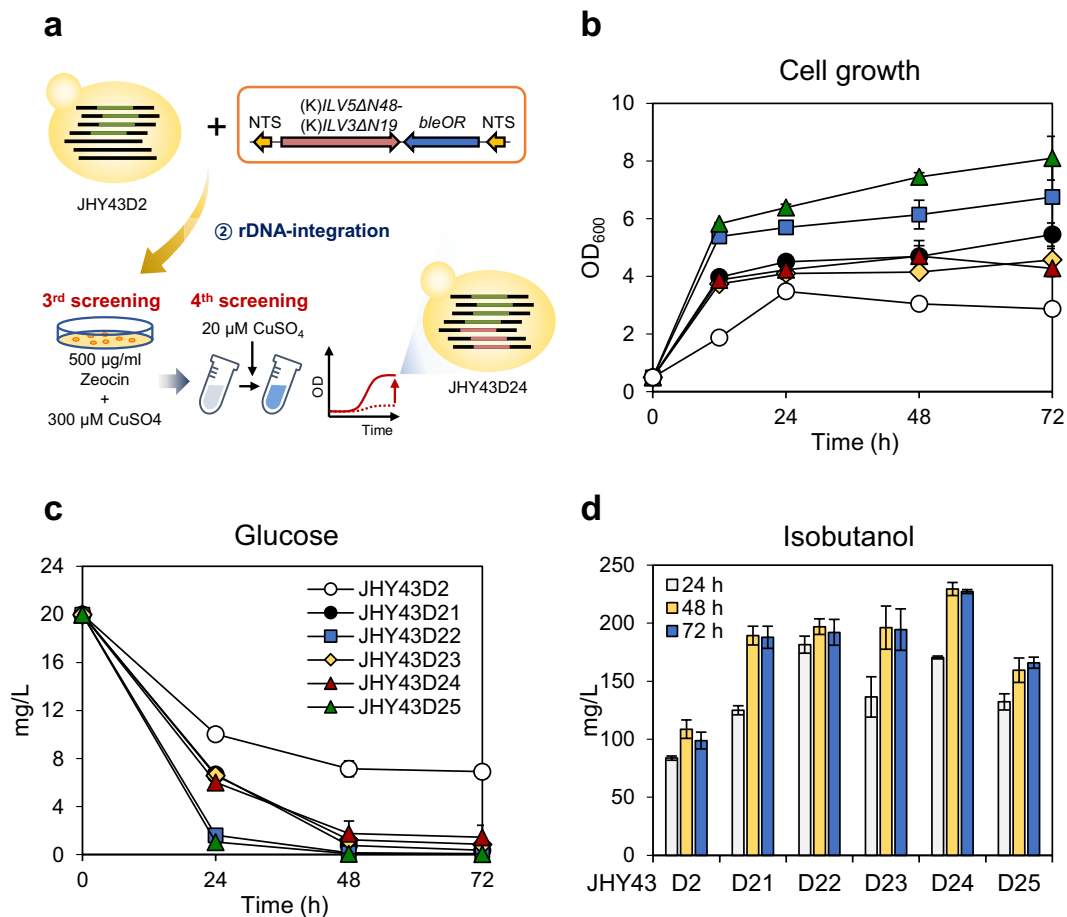 a
(K)ILV5ΔN48-
(K)ILV3ΔN19
bleOR
NTS
NTS
+
JHY43D2
② rDNA-integration
3rd screening
500 µg/ml
Zeocin
+
300 µM CuSO4
4th screening
20 µM CuSO4
OD
Time
JHY43D24
b
Cell growth
OD600
10
8
6
4
2
0
0 24 48 72
Time (h)
c
Glucose
mg/L
24
20
16
12
8
4
0
0 24 48 72
Time (h)
JHY43D2
JHY43D21
JHY43D22
JHY43D23
JHY43D24
JHY43D25
d
Isobutanol
mg/L
250
200
150
100
50
0
24 h
48 h
72 h
JHY43 D2 D21 D22 D23 D24 D25